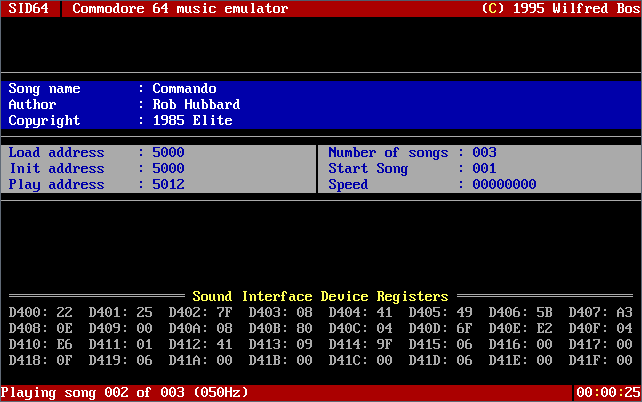 SID64 Commodore 64 music emulator (C) 1995 Wilfred Bos
Song name : Commando
Author : Rob Hubbard
Copyright : 1985 Elite
Load address : 5000 Number of songs : 003
Init address : 5000 Start Song : 001
Play address : 5012 Speed : 00000000
Sound Interface Device Registers
D400: 22 D401: 25 D402: 7F D403: 08 D404: 41 D405: 49 D406: 5B D407: A3
D408: 0E D409: 00 D40A: 08 D40B: 80 D40C: 04 D40D: 6F D40E: E2 D40F: 04
D410: E6 D411: 01 D412: 41 D413: 09 D414: 9F D415: 06 D416: 00 D417: 00
D418: 0F D419: 06 D41A: 00 D41B: 00 D41C: 00 D41D: 06 D41E: 00 D41F: 00
Playing song 002 of 003 (050Hz) 00:00:25